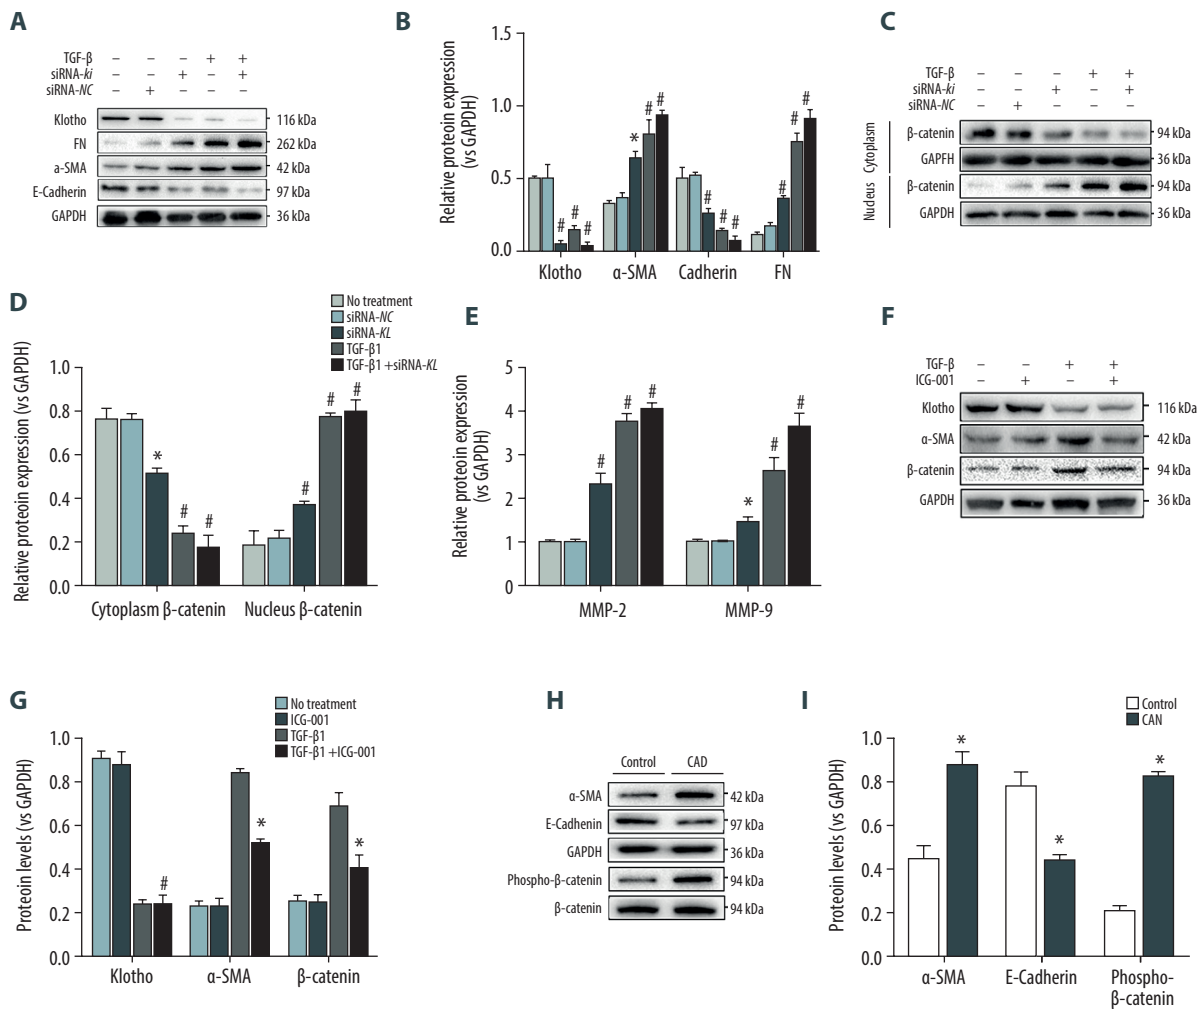 A
TGF-β – – – + +
siRNA-ki – – + – +
siRNA-NC – + – – –
Klotho 116 kDa
FN 262 kDa
a-SMA 42 kDa
E-Cadherin 97 kDa
GAPDH 36 kDa
B
Relative proteoin expression
(vs GAPDH)
1.5
1.0
0.5
0.0
# # #
* # #
# # #
# # #
Klotho α-SMA Cadherin FN
C
TGF-β – – – + +
siRNA-ki – – + – +
siRNA-NC – + – – –
Cytoplasm
β-catenin 94 kDa
GAPFH 36 kDa
Nucleus
β-catenin 94 kDa
GAPDH 36 kDa
D
No treatment
siRNA-NC
siRNA-KL
TGF-β1
TGF-β1 +siRNA-KL
Relative proteoin expression (vs GAPDH)
1.0
0.8
0.6
0.4
0.2
0.0
* # #
# # #
Cytoplasm β-catenin Nucleus β-catenin
E
Relative proteoin expression
(vs GAPDH)
5
4
3
2
1
0
# # #
* # #
MMP-2 MMP-9
F
TGF-β – – + +
ICG-001 – + – +
Klotho 116 kDa
α-SMA 42 kDa
β-catenin 94 kDa
GAPDH 36 kDa
G
No treatment
ICG-001
TGF-β1
TGF-β1 +ICG-001
Proteoin levels (vs GAPDH)
1.0
0.8
0.6
0.4
0.2
0.0
#
*
*
Klotho α-SMA β-catenin
H
Control CAD
α-SMA 42 kDa
E-Cadhenin 97 kDa
GAPDH 36 kDa
Phospho-β-catenin 94 kDa
β-catenin 94 kDa
I
Control
CAN
Proteoin levels (vs GAPDH)
1.0
0.8
0.6
0.4
0.2
0.0
*
*
*
α-SMA E-Cadherin Phospho-
β-catenin